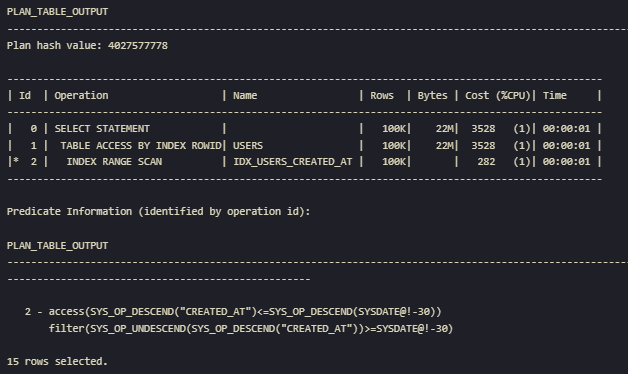 PLAN_TABLE_OUTPUT
--------------------------------------------------------------------------------------------------------
Plan hash value: 4027577778
---------------------------------------------------------------------------------------------------
| Id  | Operation                   | Name                 | Rows  | Bytes | Cost (%CPU)| Time     |
---------------------------------------------------------------------------------------------------
|   0 | SELECT STATEMENT            |                      |   100K|    22M|  3528   (1)| 00:00:01 |
|   1 |  TABLE ACCESS BY INDEX ROWID| USERS                |   100K|    22M|  3528   (1)| 00:00:01 |
|*  2 |   INDEX RANGE SCAN          | IDX_USERS_CREATED_AT |   100K|       |   282   (1)| 00:00:01 |
---------------------------------------------------------------------------------------------------
Predicate Information (identified by operation id):
PLAN_TABLE_OUTPUT
--------------------------------------------------------------------------------------------------------
---------------------------------------------------
   2 - access(SYS_OP_DESCEND("CREATED_AT")<=SYS_OP_DESCEND(SYSDATE@!-30))
       filter(SYS_OP_UNDESCEND(SYS_OP_DESCEND("CREATED_AT"))>=SYSDATE@!-30)
15 rows selected.